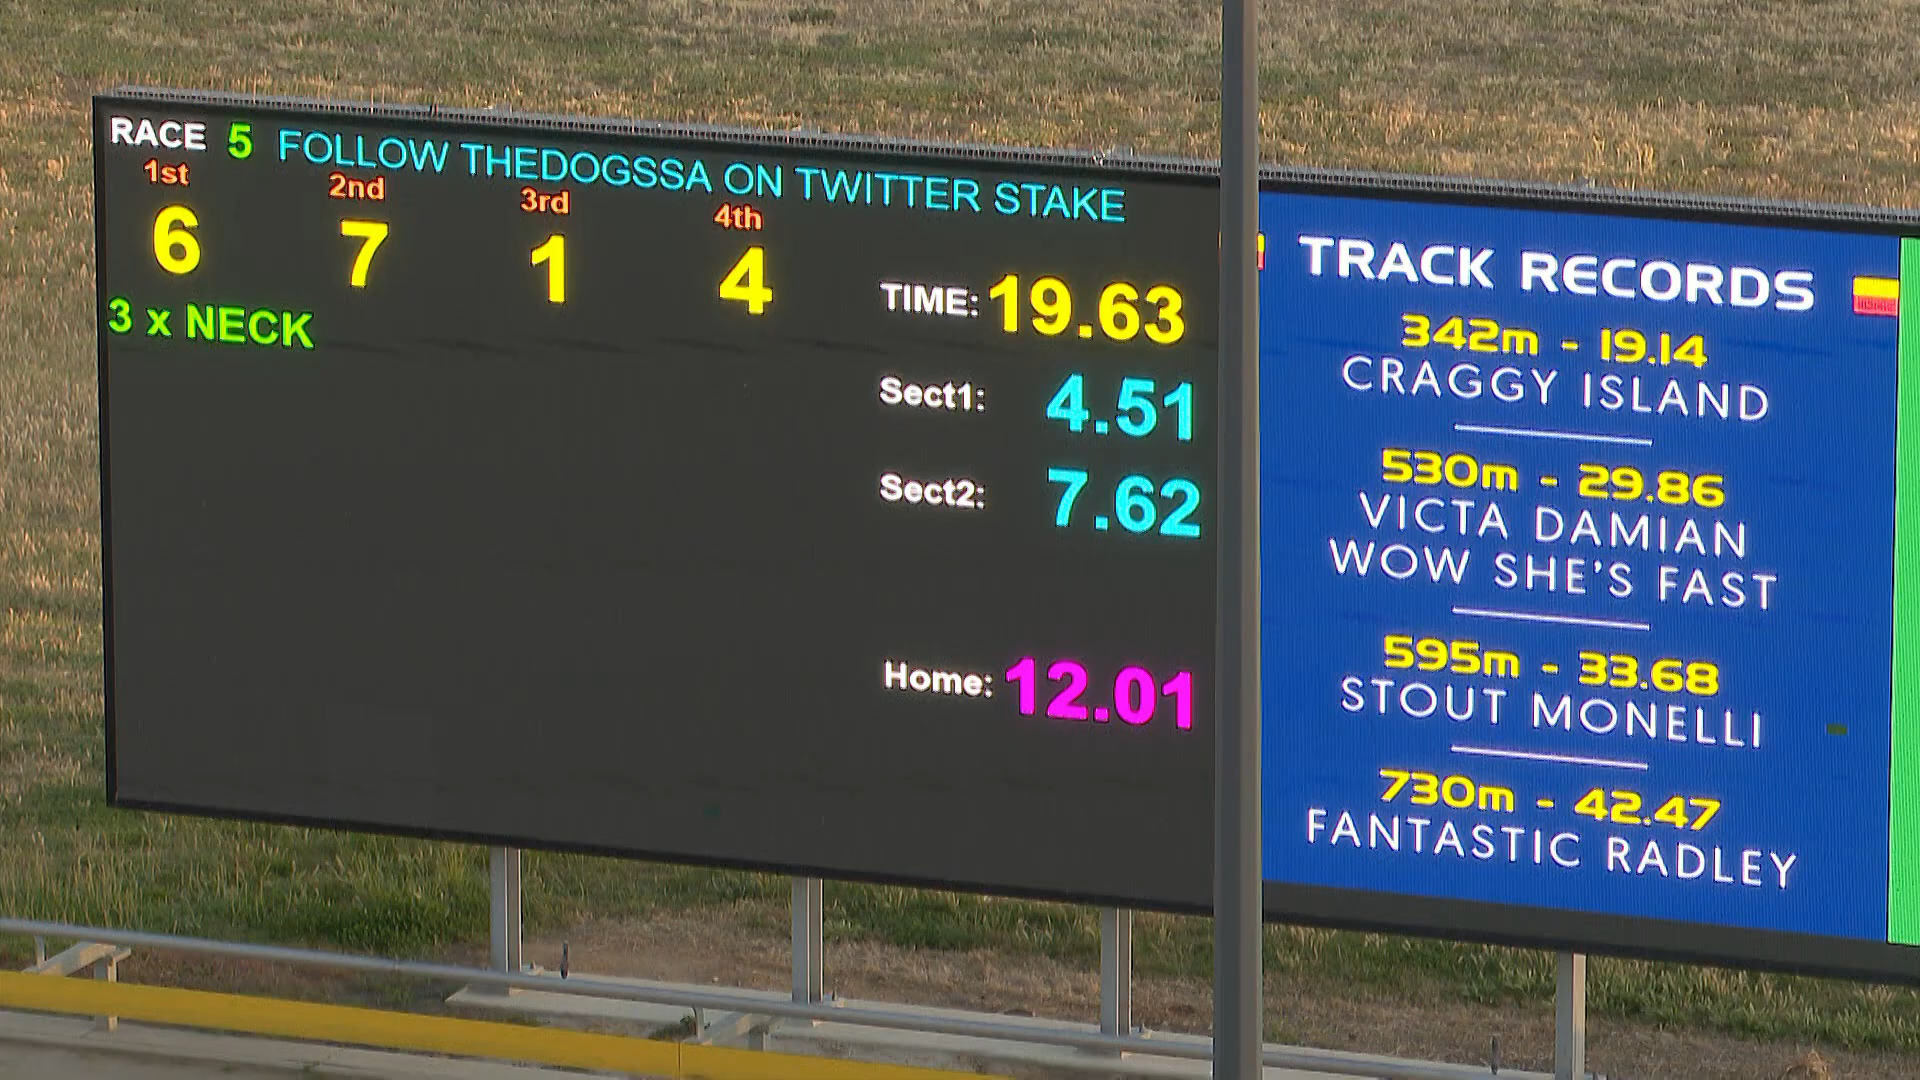 RACE 5 FOLLOW THEDOGSSA ON TWITTER STAKE
1st 2nd 3rd 4th
6 7 1 4
3 x NECK
TIME: 19.63
Sect1: 4.51
Sect2: 7.62
Home: 12.01
TRACK RECORDS
342m - 19.14
CRAGGY ISLAND
530m - 29.86
VICTA DAMIAN
WOW SHE'S FAST
595m - 33.68
STOUT MONELLI
730m - 42.47
FANTASTIC RADLEY